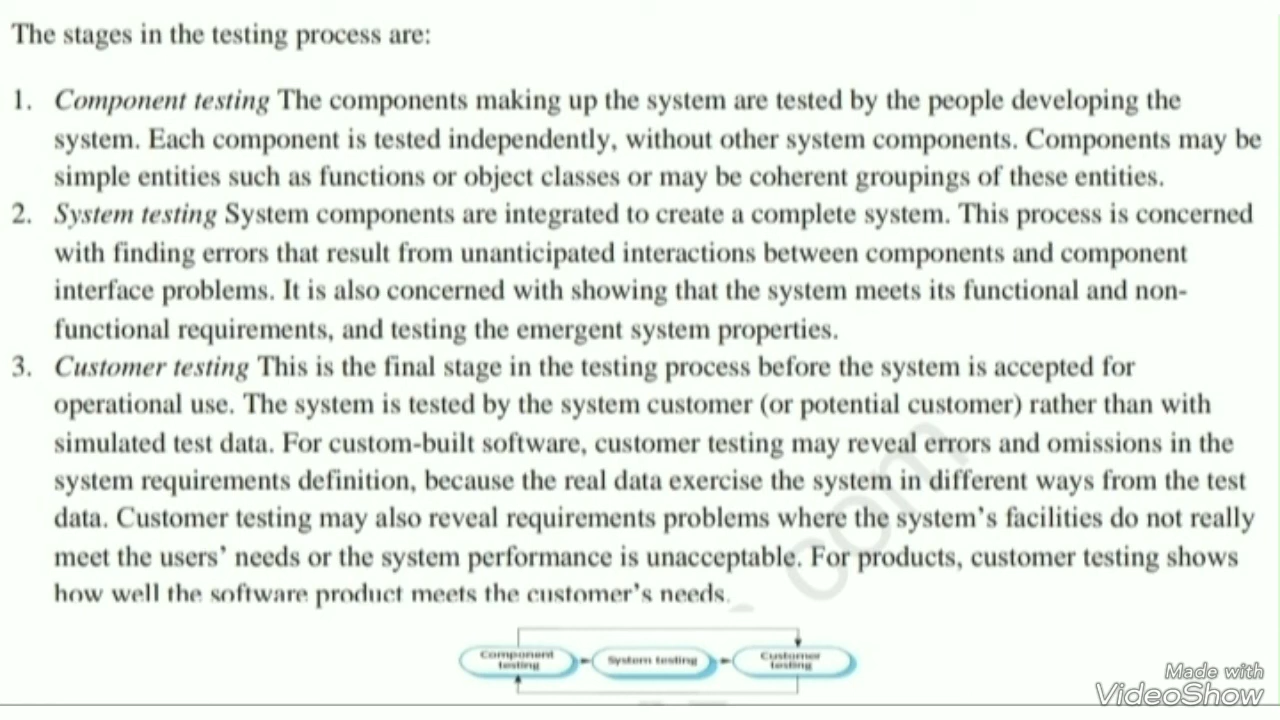 The stages in the testing process are:
1. Component testing The components making up the system are tested by the people developing the
system. Each component is tested independently, without other system components. Components may be
simple entities such as functions or object classes or may be coherent groupings of these entities.
2. System testing System components are integrated to create a complete system. This process is concerned
with finding errors that result from unanticipated interactions between components and component
interface problems. It is also concerned with showing that the system meets its functional and non-
functional requirements, and testing the emergent system properties.
3. Customer testing This is the final stage in the testing process before the system is accepted for
operational use. The system is tested by the system customer (or potential customer) rather than with
simulated test data. For custom-built software, customer testing may reveal errors and omissions in the
system requirements definition, because the real data exercise the system in different ways from the test
data. Customer testing may also reveal requirements problems where the system's facilities do not really
meet the users' needs or the system performance is unacceptable. For products, customer testing shows
how well the software product meets the customer's needs.
Component
testing
System testing
Customer
testing
Made with
VideoShow